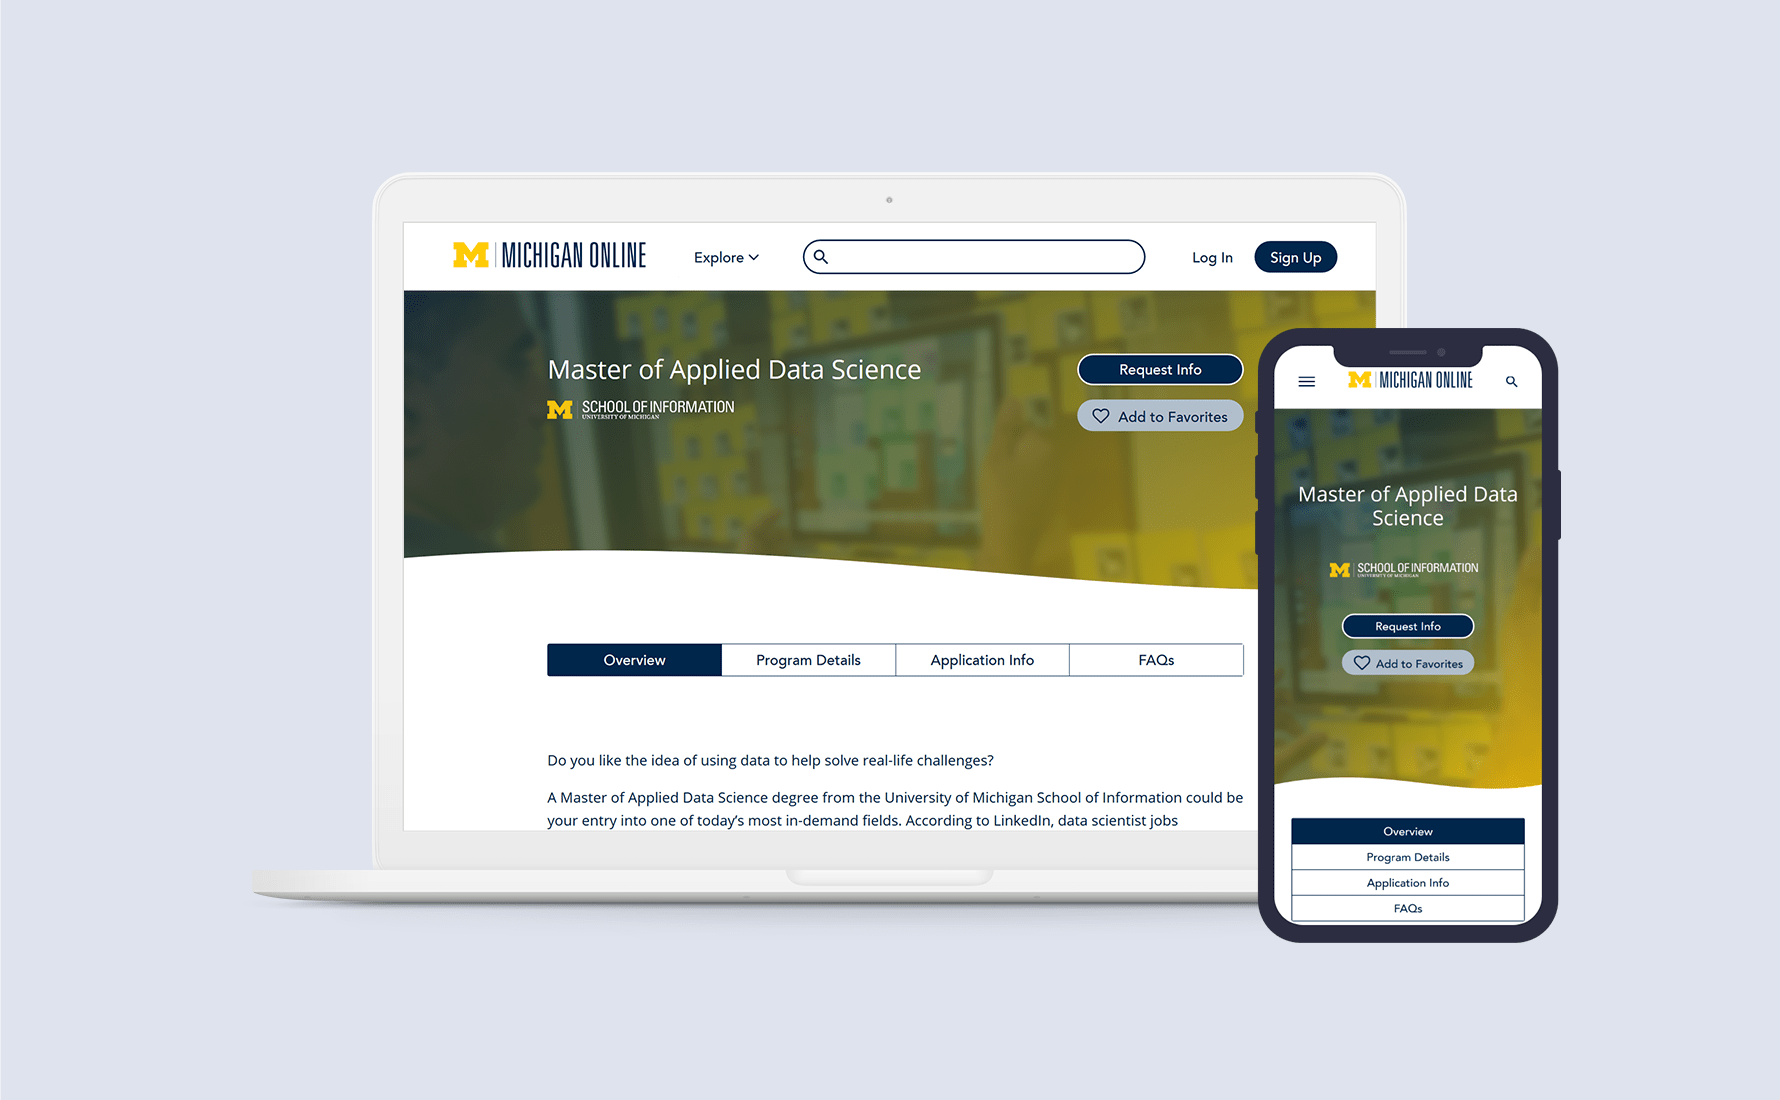 M | MICHIGAN ONLINE
Explore
Log In
Sign Up
Master of Applied Data Science
M | SCHOOL OF INFORMATION
UNIVERSITY OF MICHIGAN
Request Info
Add to Favorites
Overview
Program Details
Application Info
FAQs
Do you like the idea of using data to help solve real-life challenges?
A Master of Applied Data Science degree from the University of Michigan School of Information could be
your entry into one of today’s most in-demand fields. According to LinkedIn, data scientist jobs
M | MICHIGAN ONLINE
Master of Applied Data
Science
M | SCHOOL OF INFORMATION
UNIVERSITY OF MICHIGAN
Request Info
Add to Favorites
Overview
Program Details
Application Info
FAQs